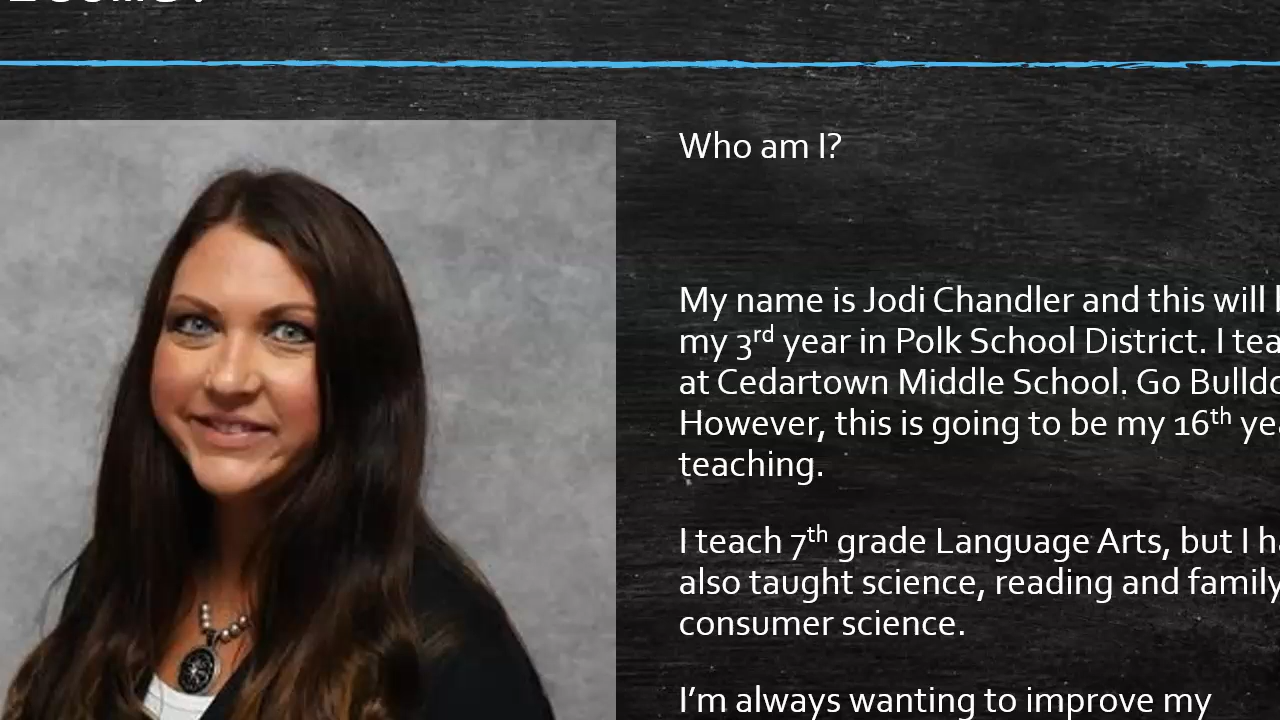 Who am I?
My name is Jodi Chandler and this will
my 3rd year in Polk School District. I
at Cedartown Middle School. Go
However, this is going to be my 16th
teaching.
I teach 7th grade Language Arts, but I
also taught science, reading and family
consumer science.
I'm always wanting to improve my